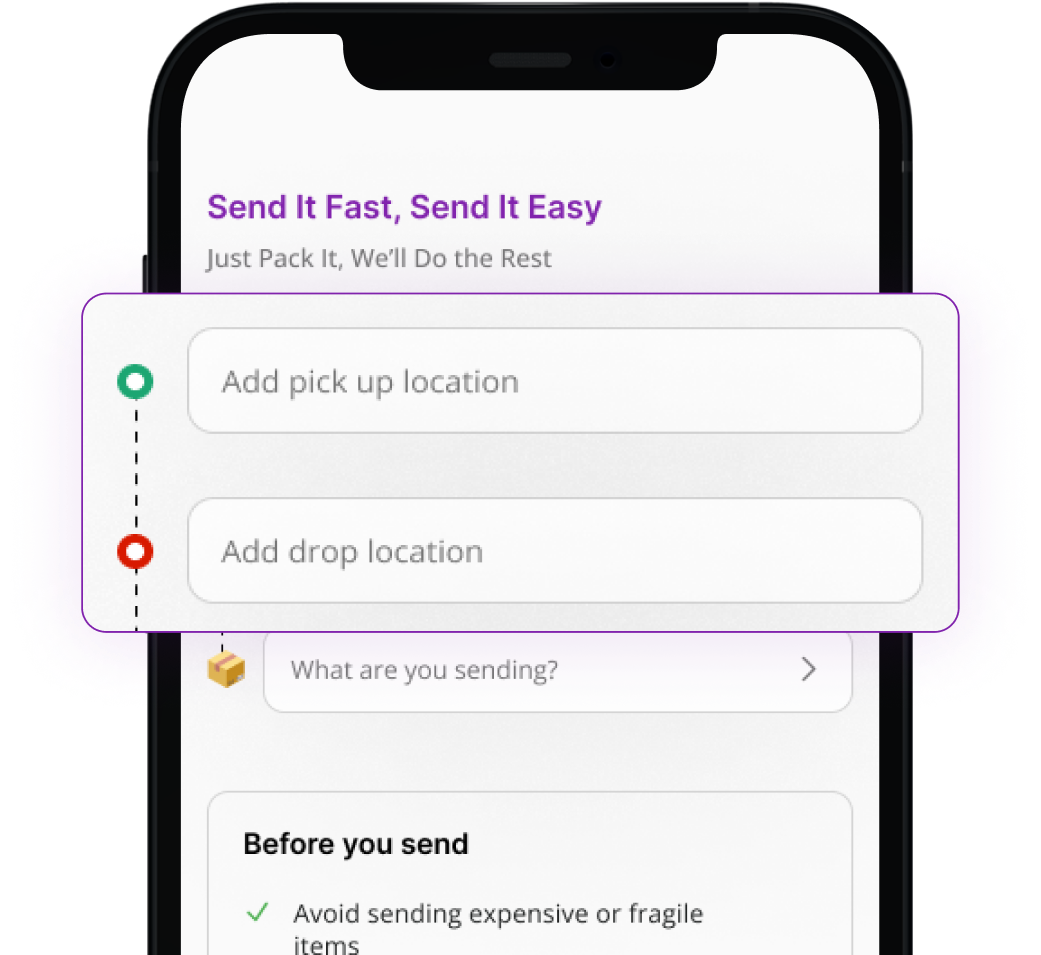 Send It Fast, Send It Easy
Just Pack It, We’ll Do the Rest
Add pick up location
Add drop location
What are you sending?
Before you send
Avoid sending expensive or fragile
items